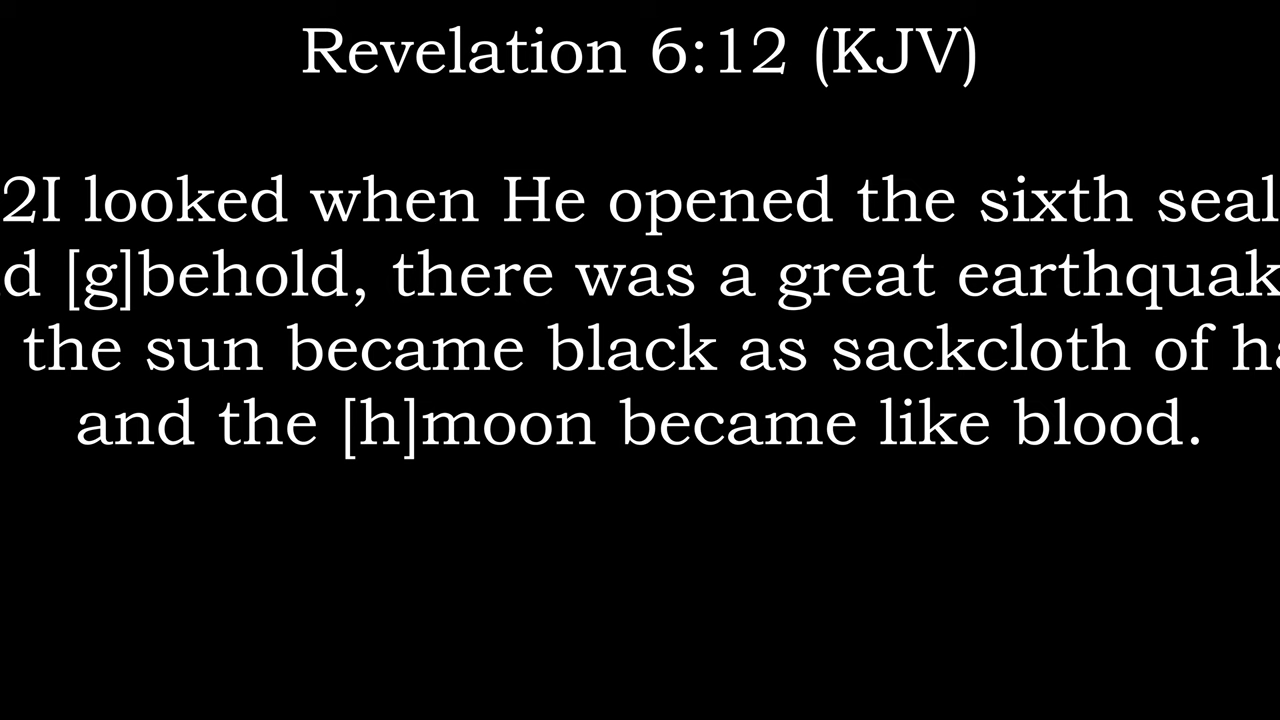 Revelation 6:12 (KJV)
2I looked when He opened the sixth seal
d [g]behold, there was a great earthquak
the sun became black as sackcloth of ha
and the [h]moon became like blood.